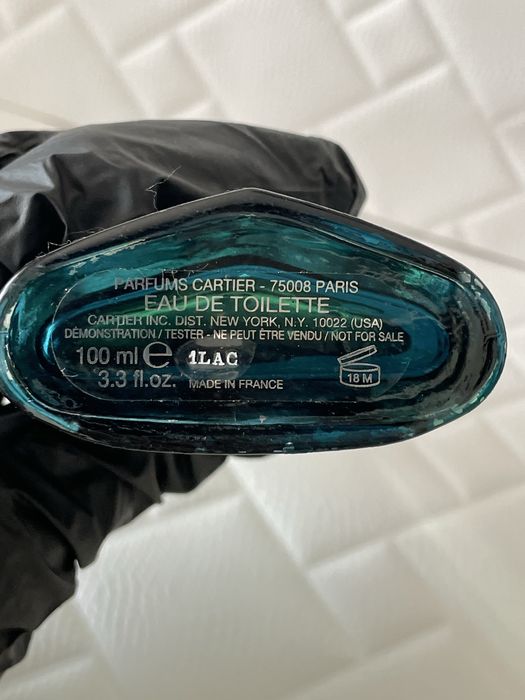 PARFUMS CARTIER - 75008 PARIS
EAU DE TOILETTE
CARTIER INC. DIST. NEW YORK, N.Y. 10022 (USA)
DÉMONSTRATION / TESTER - NE PEUT ÊTRE VENDU / NOT FOR SALE
100 ml ℮ 1LAC
3.3 fl.oz. MADE IN FRANCE
18 M